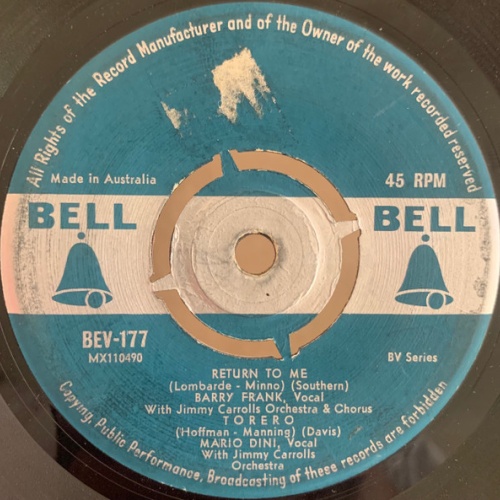 All Rights of the Record Manufacturer and of the Owner of the work recorded reserved
Made in Australia
45 RPM
BELL
BELL
BEV-177
MX110490
BV Series
RETURN TO ME
(Lombarde - Minno) (Southern)
BARRY FRANK, Vocal
With Jimmy Carrolls Orchestra & Chorus
TORERO
(Hoffman - Manning) (Davis)
MARIO DINI, Vocal
With Jimmy Carrolls
Orchestra
Copying, Public Performance, Broadcasting of these records are forbidden